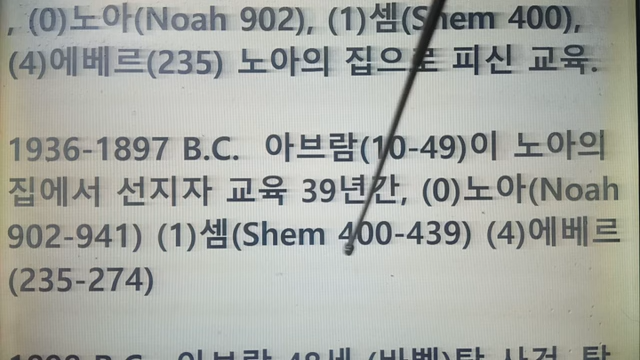 , (0)노아(Noah 902), (1)셈(Shem 400),
(4)에베르(235) 노아의 집으로 피신 교육.
1936-1897 B.C. 아브람(10-49)이 노아의
집에서 선지자 교육 39년간, (0)노아(Noah
902-941) (1)셈(Shem 400-439) (4)에베르
(235-274)